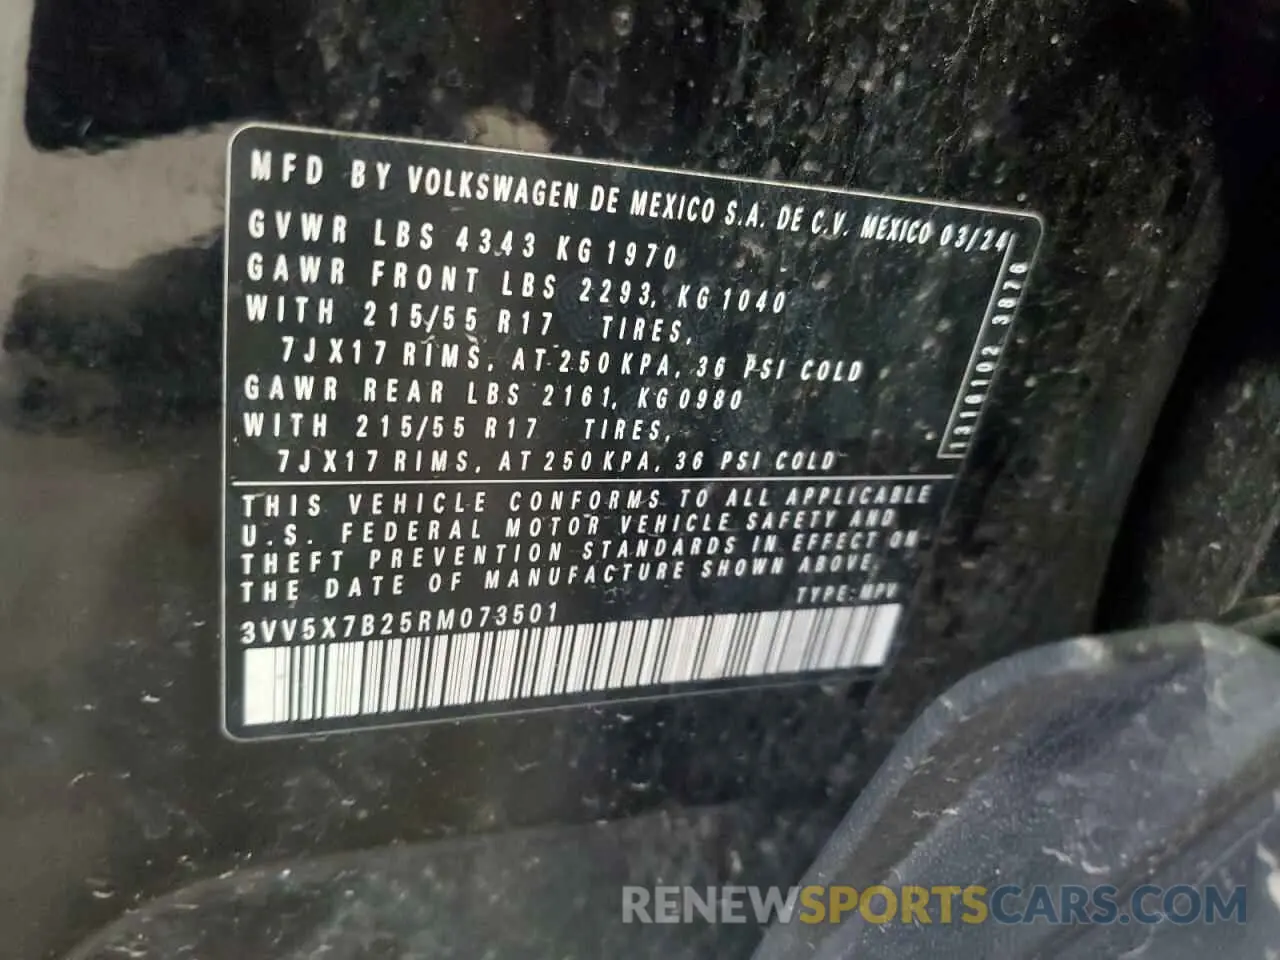 MFD BY VOLKSWAGEN DE MEXICO S.A. DE C.V. MEXICO 03/24
GVWR LBS 4343 KG 1970
GAWR FRONT LBS 2293, KG 1040
WITH 215/55 R17 TIRES,
7J X17 RIMS, AT 250 KPA, 36 PSI COLD
GAWR REAR LBS 2161, KG 0980
WITH 215/55 R17 TIRES,
7J X17 RIMS, AT 250 KPA, 36 PSI COLD
THIS VEHICLE CONFORMS TO ALL APPLICABLE
U.S. FEDERAL MOTOR VEHICLE SAFETY AND
THEFT PREVENTION STANDARDS IN EFFECT ON
THE DATE OF MANUFACTURE SHOWN ABOVE.
TYPE: MPV
3VV5X7B25RM073501
RENEWSPORTSCARS.COM